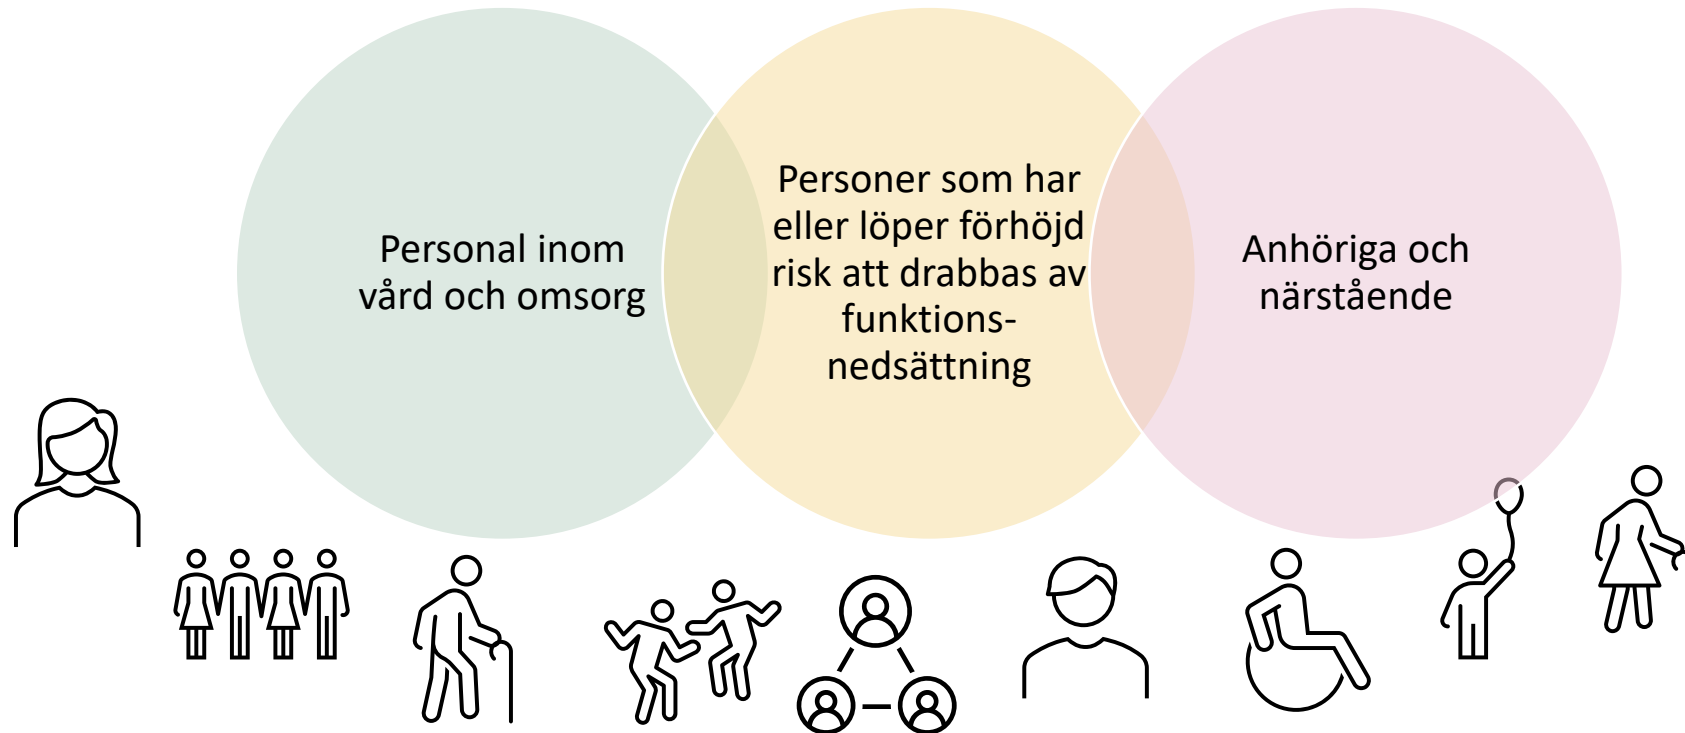 Personal inom
vård och omsorg
Personer som har
eller löper förhöjd
risk att drabbas av
funktions-
nedsättning
Anhöriga och
närstående